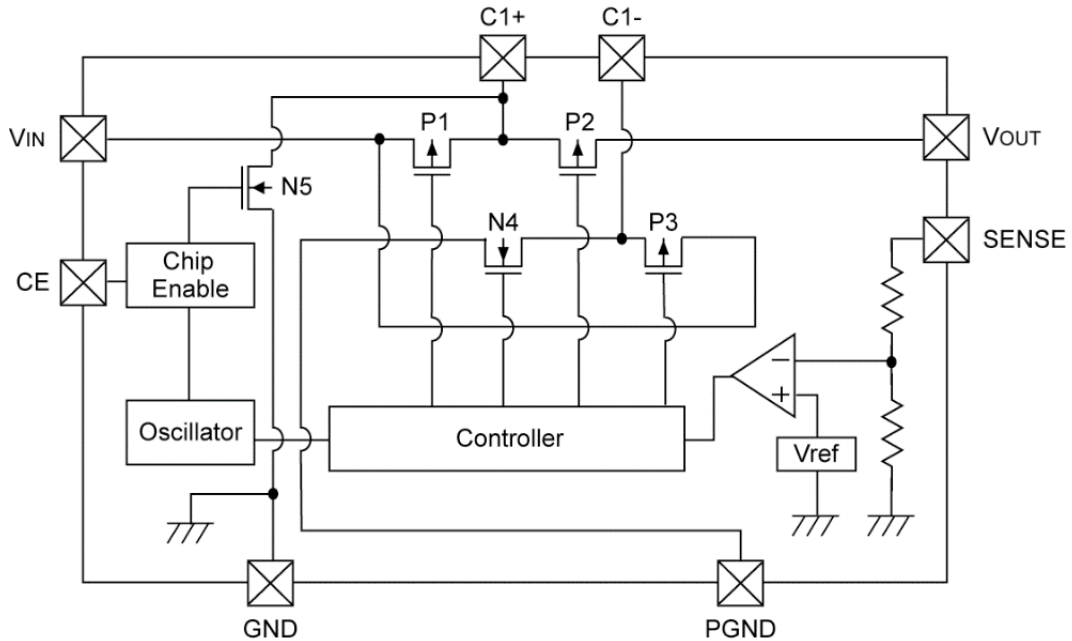 C1+ C1-
VIN P1 P2 VOUT
N5
N4 P3 SENSE
CE Chip
Enable
−
+
Oscillator Controller Vref
GND PGND